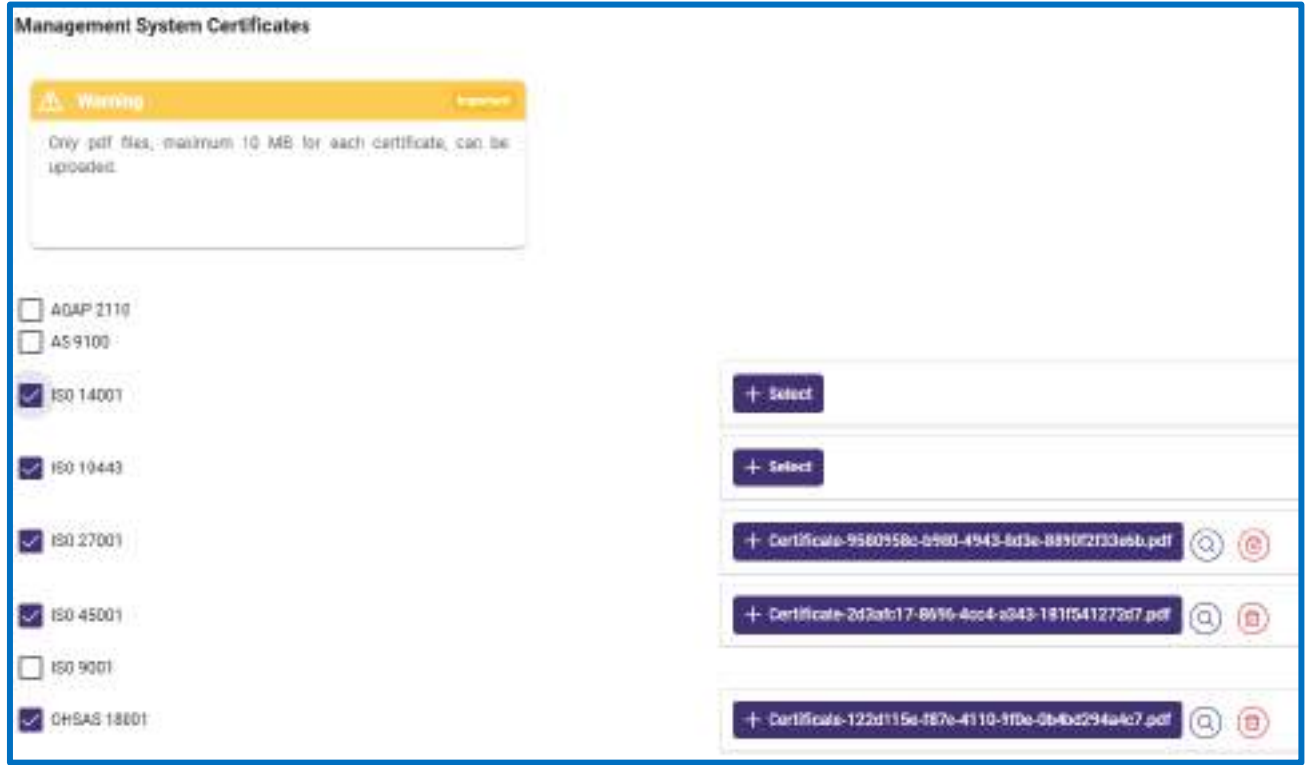 Management System Certificates
Warning
Important
Only pdf files, maximum 10 MB for each certificate, can be
uploaded.
AQAP 2110
AS 9100
ISO 14001
+ Select
ISO 19443
+ Select
ISO 27001
ISO 45001
ISO 9001
OHSAS 18001